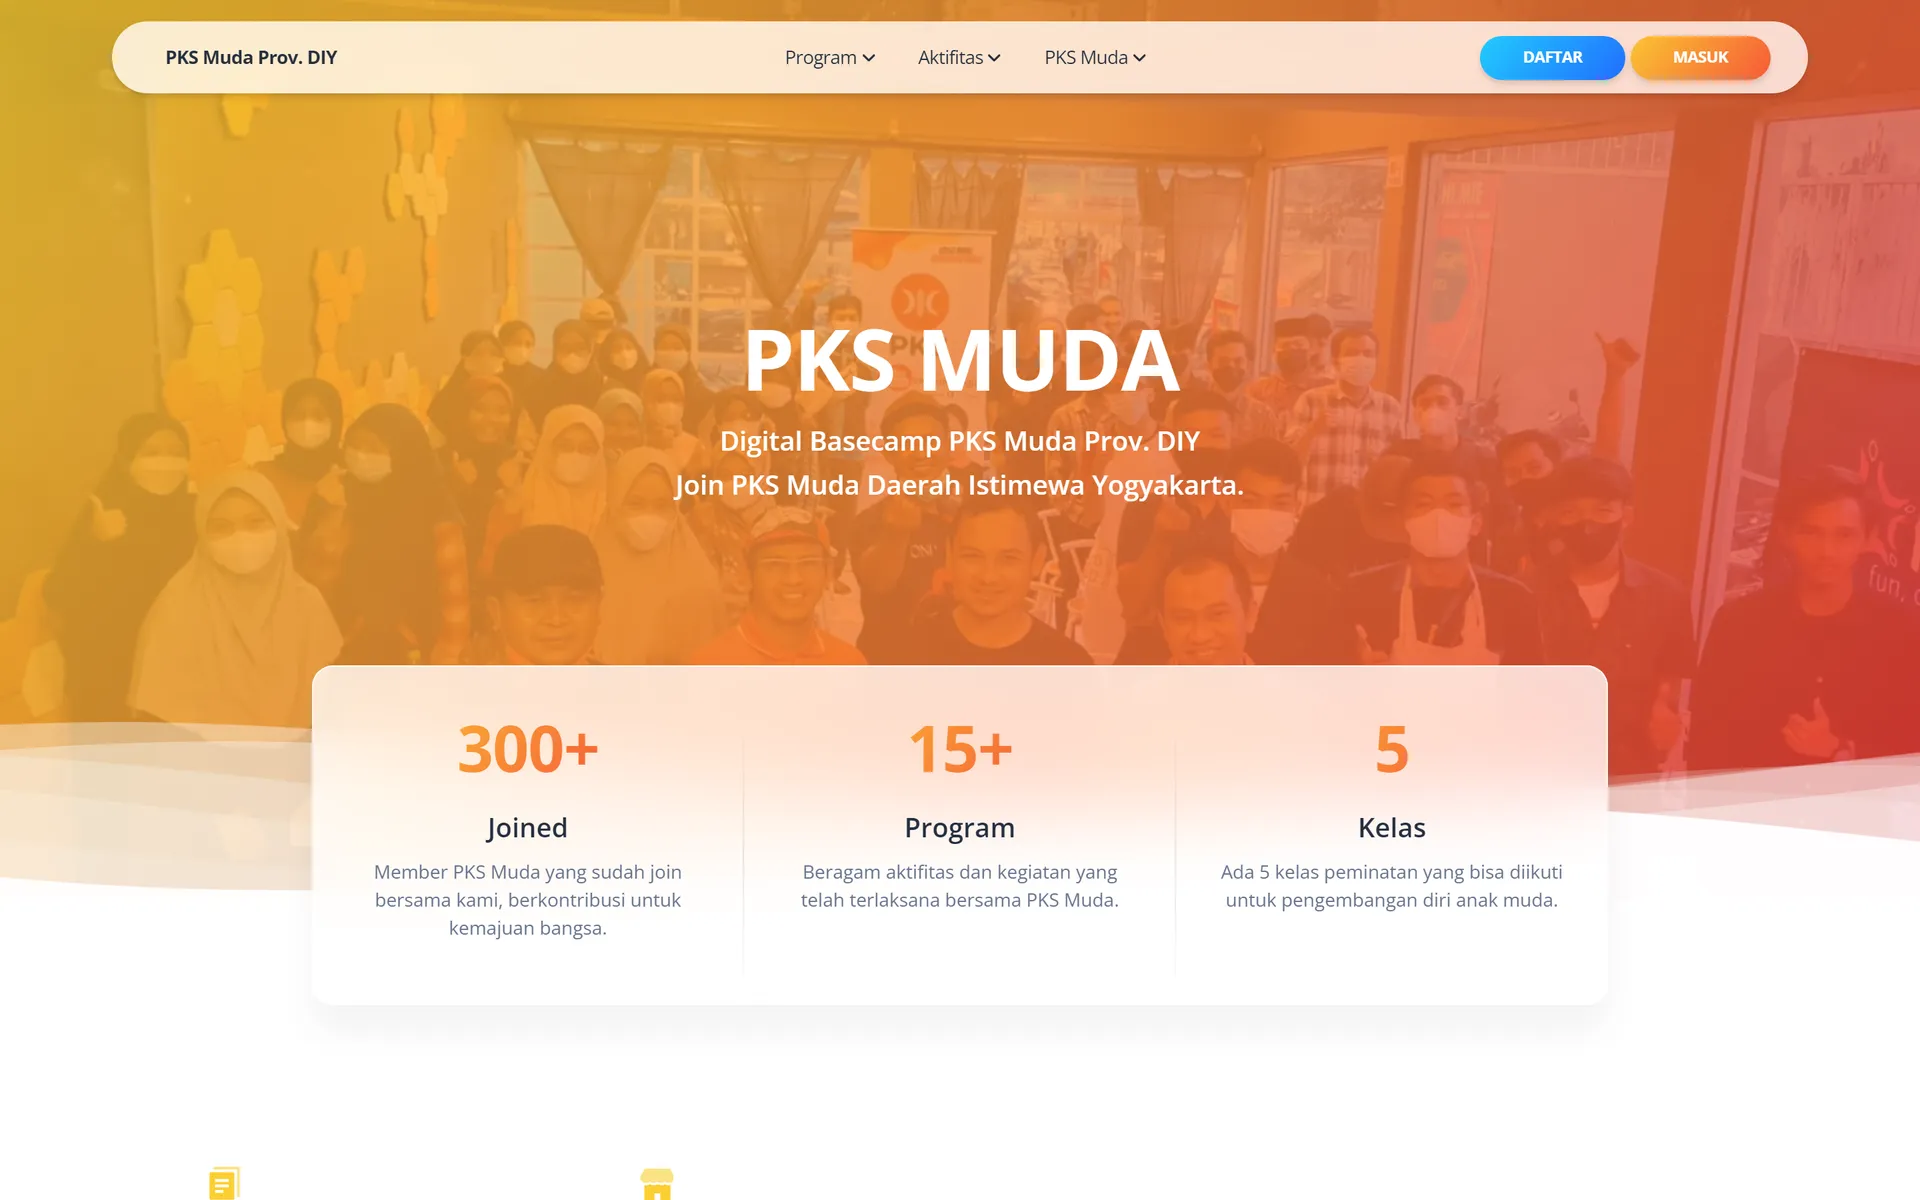 PKS Muda Prov. DIY
Program
Aktifitas
PKS Muda
DAFTAR
MASUK
PKS MUDA
Digital Basecamp PKS Muda Prov. DIY
Join PKS Muda Daerah Istimewa Yogyakarta.
fun,
300+
Joined
Member PKS Muda yang sudah join
bersama kami, berkontribusi untuk
kemajuan bangsa.
15+
Program
Beragam aktifitas dan kegiatan yang
telah terlaksana bersama PKS Muda.
5
Kelas
Ada 5 kelas peminatan yang bisa diikuti
untuk pengembangan diri anak muda.